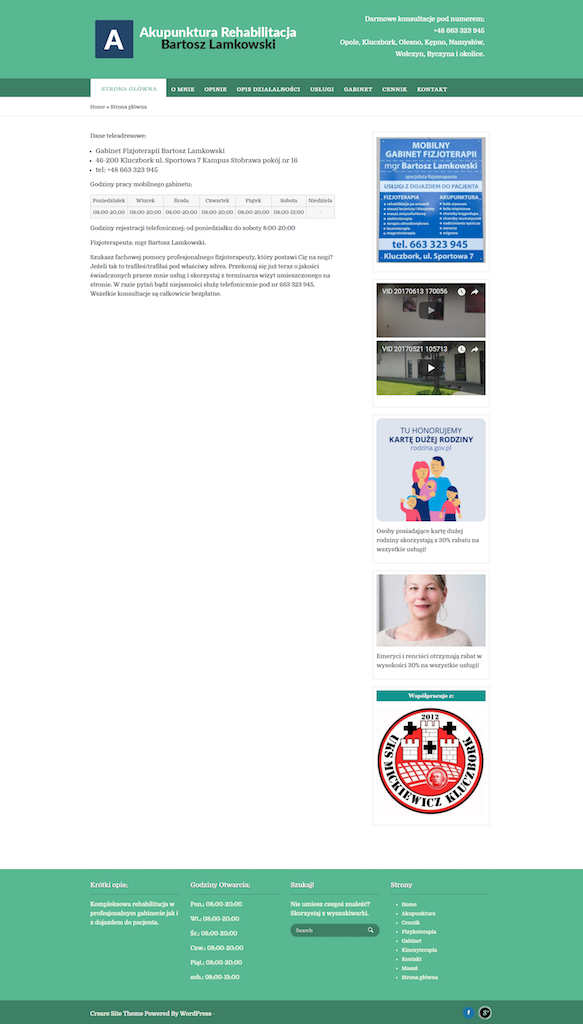 Akupunktura Rehabilitacja
Bartosz Lamkowski
A
Darmowe konsultacje pod numerem:
+48 663 323 945
Opole, Kluczbork, Olesno, Kępno, Namysłów,
Wołczyn, Byczyna i okolice.
STRONA GŁÓWNA
O MNIE
OPINIE
OPIS DZIAŁALNOŚCI
USŁUGI
GABINET
CENNIK
KONTAKT
Home » Strona główna
Dane teleadresowe:
Gabinet Fizjoterapii Bartosz Lamkowski
46-200 Kluczbork ul. Sportowa 7 Kampus Stobrawa pokój nr 16
tel: +48 663 323 945
Godziny pracy mobilnego gabinetu:
Poniedziałek Wtorek Środa Czwartek Piątek Sobota Niedziela
08:00-20:00 08:00-20:00 08:00-20:00 08:00-20:00 08:00-20:00 08:00-13:00 -
Godziny rejestracji telefonicznej: od poniedziałku do soboty 8:00-20:00
Fizjoterapeuta: mgr Bartosz Lamkowski.
Szukasz fachowej pomocy profesjonalnego fizjoterapeuty, który postawi Cię na nogi?
Jeżeli tak to trafiłeś/trafiłaś pod właściwy adres. Przekonaj się już teraz o jakości
świadczonych przeze mnie usług i skorzystaj z terminarza wizyt umieszczonego na
stronie. W razie pytań bądź niejasności służę telefonicznie pod nr 663 323 945.
Wszelkie konsultacje są całkowicie bezpłatne.
MOBILNY
GABINET FIZJOTERAPII
mgr Bartosz Lamkowski
specjalista fizjoterapeuta
USŁUGI Z DOJAZDEM DO PACJENTA
FIZJOTERAPIA
AKUPUNKTURA
tel. 663 323 945
Kluczbork, ul. Sportowa 7
VID 20170613 170056
VID 20170521 105713
TU HONORUJEMY
KARTĘ DUŻEJ RODZINY
rodzina.gov.pl
Osoby posiadające kartę dużej
rodziny skorzystają z 30% rabatu na
wszystkie usługi!
Emeryci i renciści otrzymają rabat w
wysokości 30% na wszystkie usługi!
Współpracuje z:
2012
UKS MICKIEWICZ KLUCZBORK
Krótki opis:
Kompleksowa rehabilitacja w
profesjonalnym gabinecie jak i
z dojazdem do pacjenta.
Godziny Otwarcia:
Pon.: 08:00-20:00
Wt.: 08:00-20:00
Śr.: 08:00-20:00
Czw.: 08:00-20:00
Piąt.: 08:00-20:00
sob.: 08:00-13:00
Szukaj!
Nie umiesz czegoś znaleźć?
Skorzystaj z wyszukiwarki.
Search
Strony
Home
Akupunktura
Cennik
Fizykoterapia
Gabinet
Kinezyterapia
Kontakt
Masaż
Strona główna
Creare Site Theme Powered By WordPress -